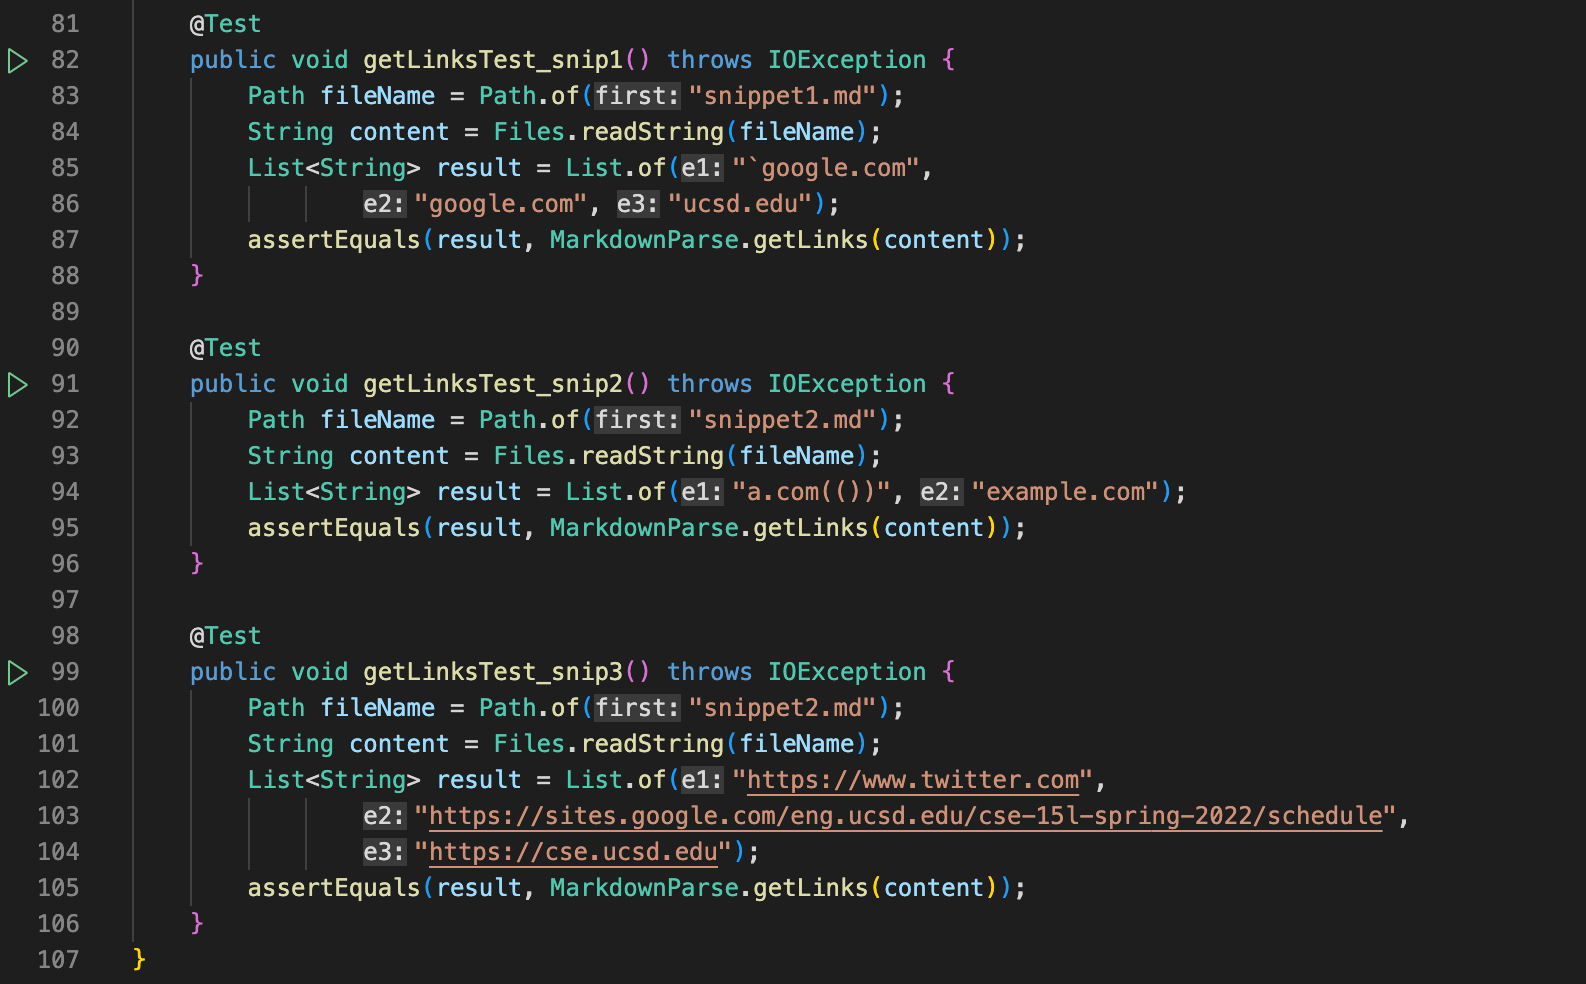 81 @Test
82 public void getLinksTest_snip1() throws IOException {
83 Path fileName = Path.of(first: "snippet1.md");
84 String content = Files.readString(fileName);
85 List<String> result = List.of(e1: "`google.com",
86 e2: "google.com", e3: "ucsd.edu");
87 assertEquals(result, MarkdownParse.getLinks(content));
88 }
89
90 @Test
91 public void getLinksTest_snip2() throws IOException {
92 Path fileName = Path.of(first: "snippet2.md");
93 String content = Files.readString(fileName);
94 List<String> result = List.of(e1: "a.com(())", e2: "example.com");
95 assertEquals(result, MarkdownParse.getLinks(content));
96 }
97
98 @Test
99 public void getLinksTest_snip3() throws IOException {
100 Path fileName = Path.of(first: "snippet2.md");
101 String content = Files.readString(fileName);
102 List<String> result = List.of(e1: "https://www.twitter.com",
103 e2: "https://sites.google.com/eng.ucsd.edu/cse-15l-spring-2022/schedule",
104 e3: "https://cse.ucsd.edu");
105 assertEquals(result, MarkdownParse.getLinks(content));
106 }
107 }